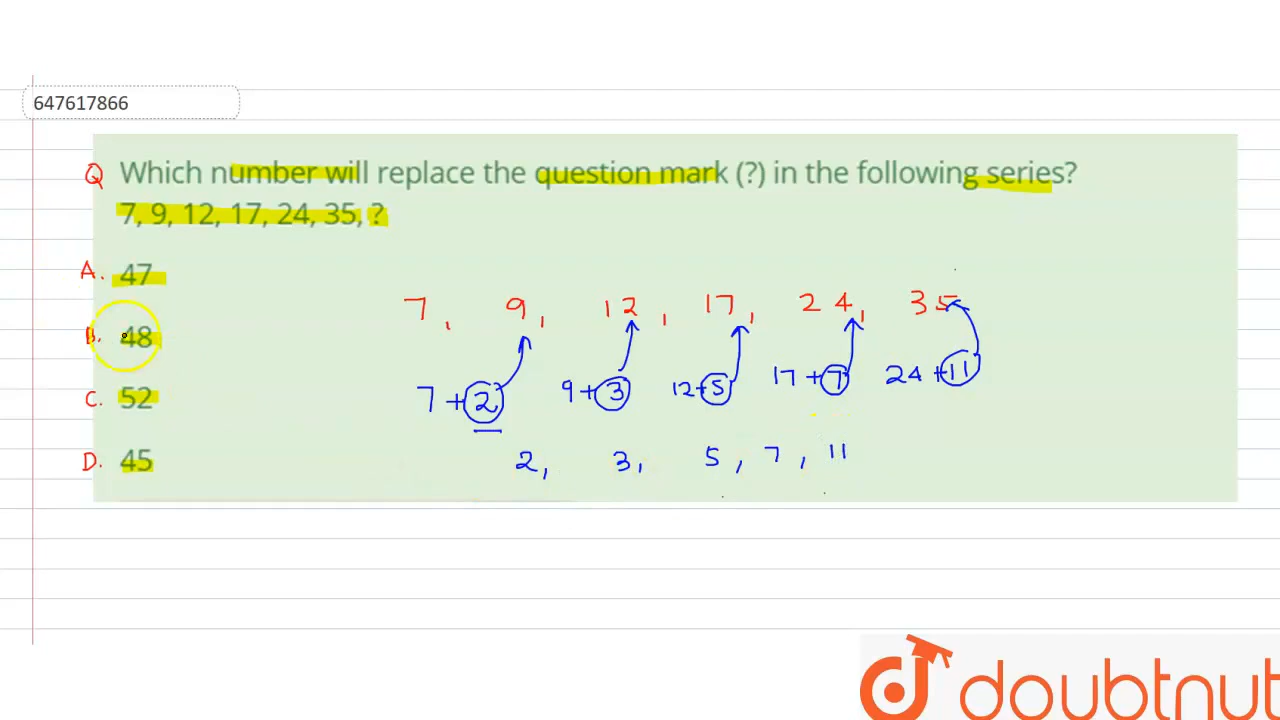 647617866
Q Which number will replace the question mark (?) in the following series?
7, 9, 12, 17, 24, 35, ?
A. 47
7, 9, 12, 17, 24, 35
B. 48
7+2 9+3 12+5 17+7 24+11
C. 52
D. 45
2, 3, 5, 7, 11
doubtnut